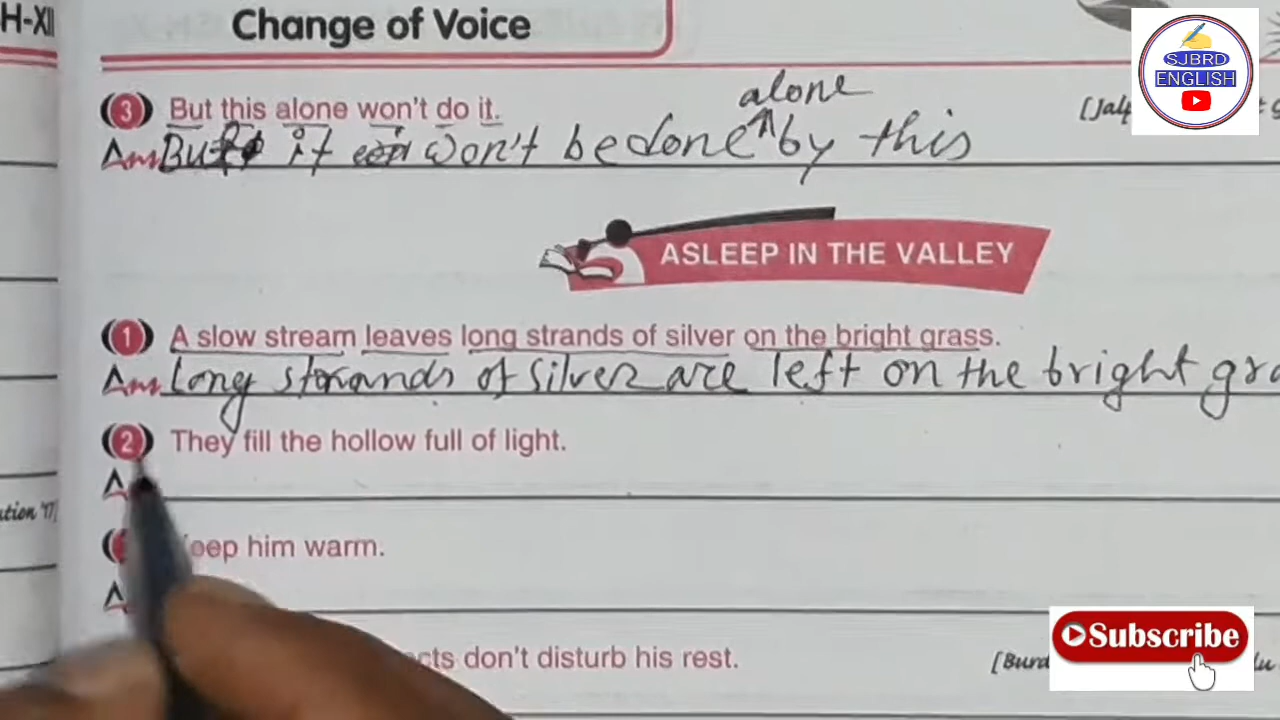 H-XII
Change of Voice
SJBRD
ENGLISH
(3) But this alone won't do it.
[Jalp
alone
Ans But it won't be done by this
ASLEEP IN THE VALLEY
(1) A slow stream leaves long strands of silver on the bright grass.
Ans Long strands of silver are left on the bright gra
(2) They fill the hollow full of light.
ution '17]
eep him warm.
cts don't disturb his rest.
[Burd
Subscribe